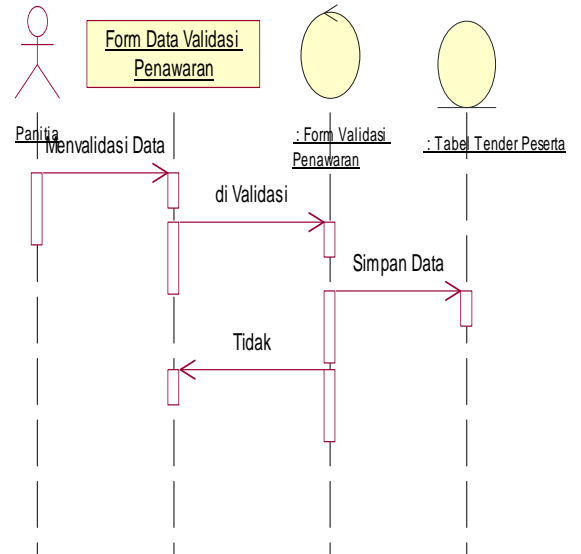 Form Data Validasi
Penawaran
Panitia
: Form Validasi
Penawaran
: Tabel Tender Peserta
Menvalidasi Data
di Validasi
Simpan Data
Tidak